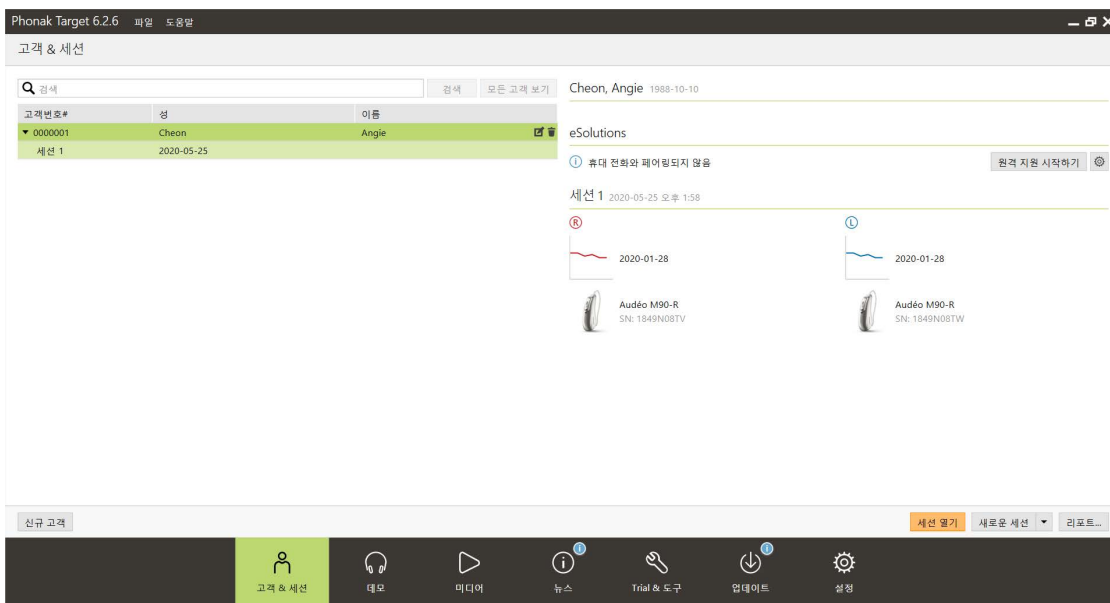 Phonak Target 6.2.6 파일 도움말
고객 & 세션
검색 검색 모든 고객 보기
고객번호# 성 이름
0000001 Cheon Angie
세션 1 2020-05-25
Cheon, Angie 1988-10-10
eSolutions
휴대 전화와 페어링되지 않음 원격 지원 시작하기
세션 1 2020-05-25 오후 1:58
R L
2020-01-28 2020-01-28
Audéo M90-R Audéo M90-R
SN: 1849N08TV SN: 1849N08TW
신규 고객 세션 열기 새로운 세션 리포트...
고객 & 세션 데모 미디어 뉴스 Trial & 도구 업데이트 설정